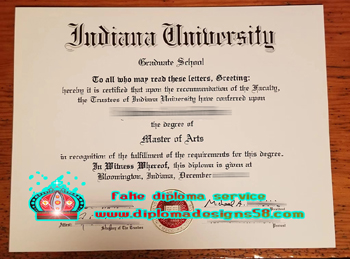 Indiana University
Graduate School
To all who may read these letters, Greeting:
hereby it is certified that upon the recommendation of the Faculty,
the Trustees of Indiana University have conferred upon
the degree of
Master of Arts
in recognition of the fulfillment of the requirements for this degree.
In Witness Whereof, this diploma is given at
Bloomington, Indiana, December
fake diploma service
www.diplomadesigns58.com